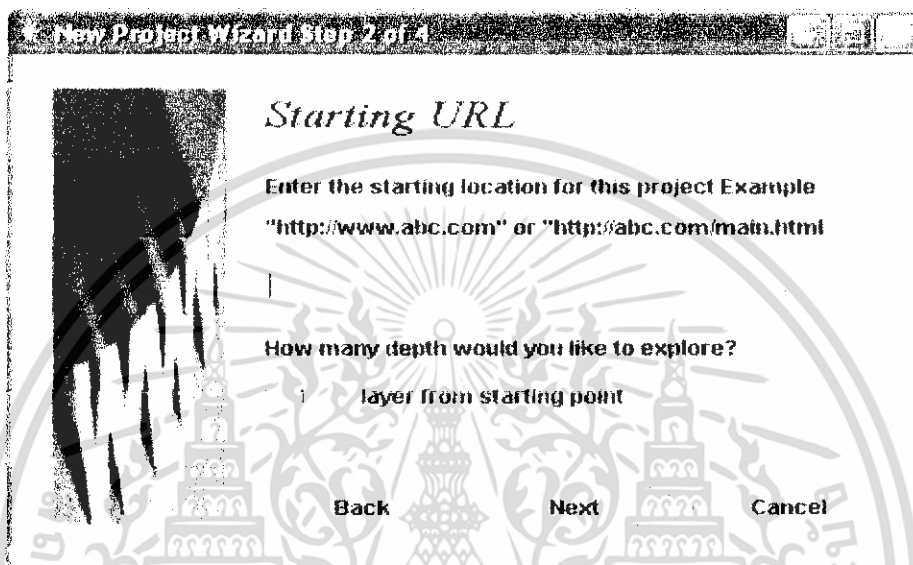 New Project Wizard Step 2 of 4
Starting URL
Enter the starting location for this project Example
"http://www.abc.com" or "http://abc.com/main.html
How many depth would you like to explore?
1 layer from starting point
Back Next Cancel